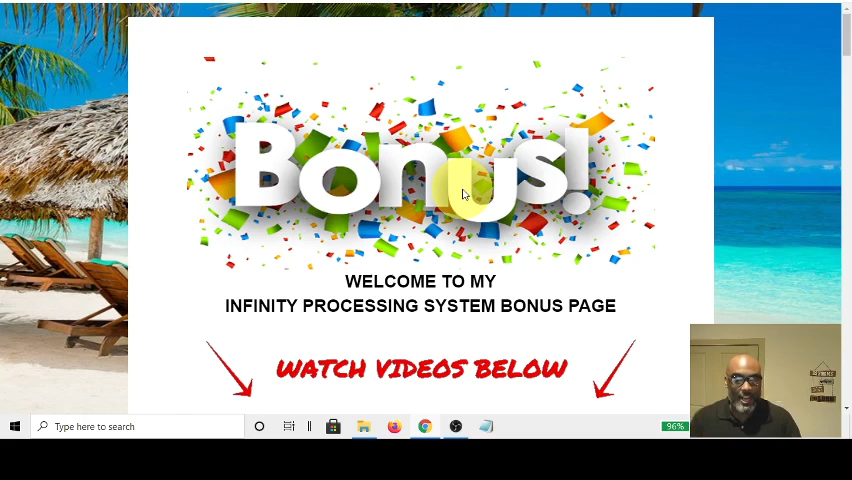 Bonus!
WELCOME TO MY
INFINITY PROCESSING SYSTEM BONUS PAGE
WATCH VIDEOS BELOW
Type here to search
96%